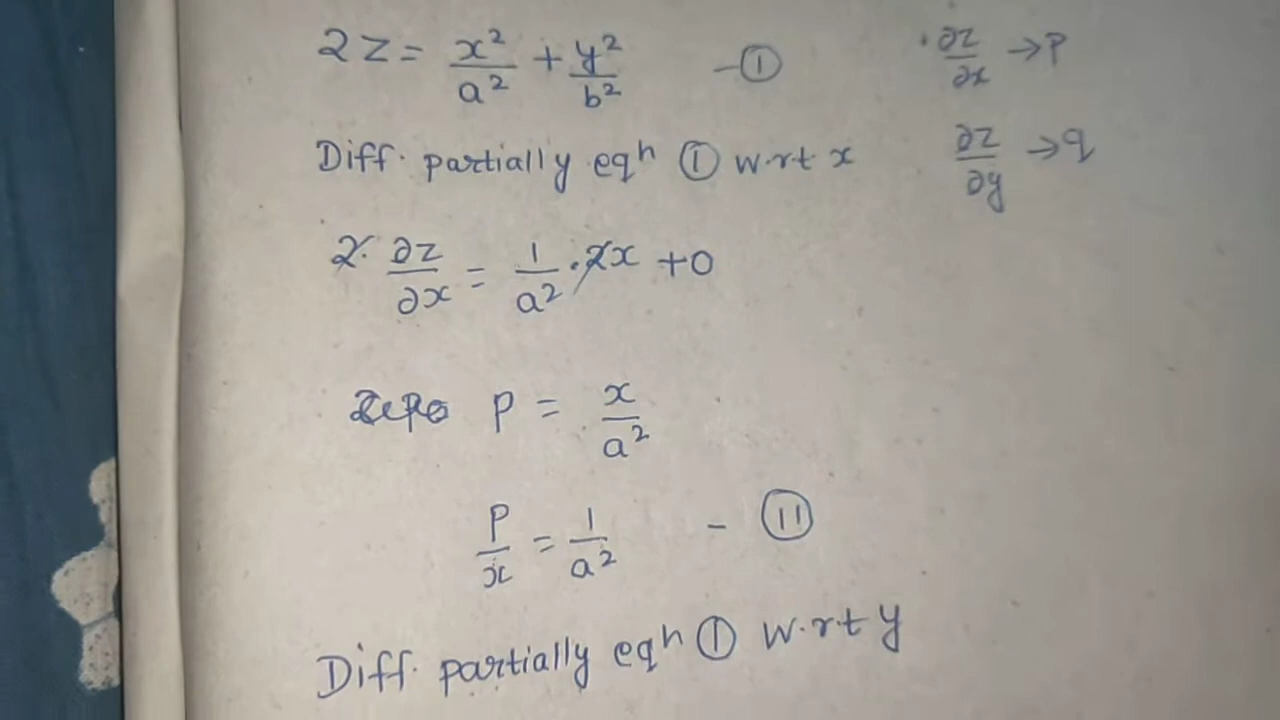 2z = x²/a² + y²/b² - ① ∂z/∂x → p
Diff. partially eqn ① w.r.t x ∂z/∂y → q
2. ∂z/∂x = 1/a² . 2x + 0
p = x/a²
p/x = 1/a² - ⑪
Diff. partially eqn ① w.r.t y